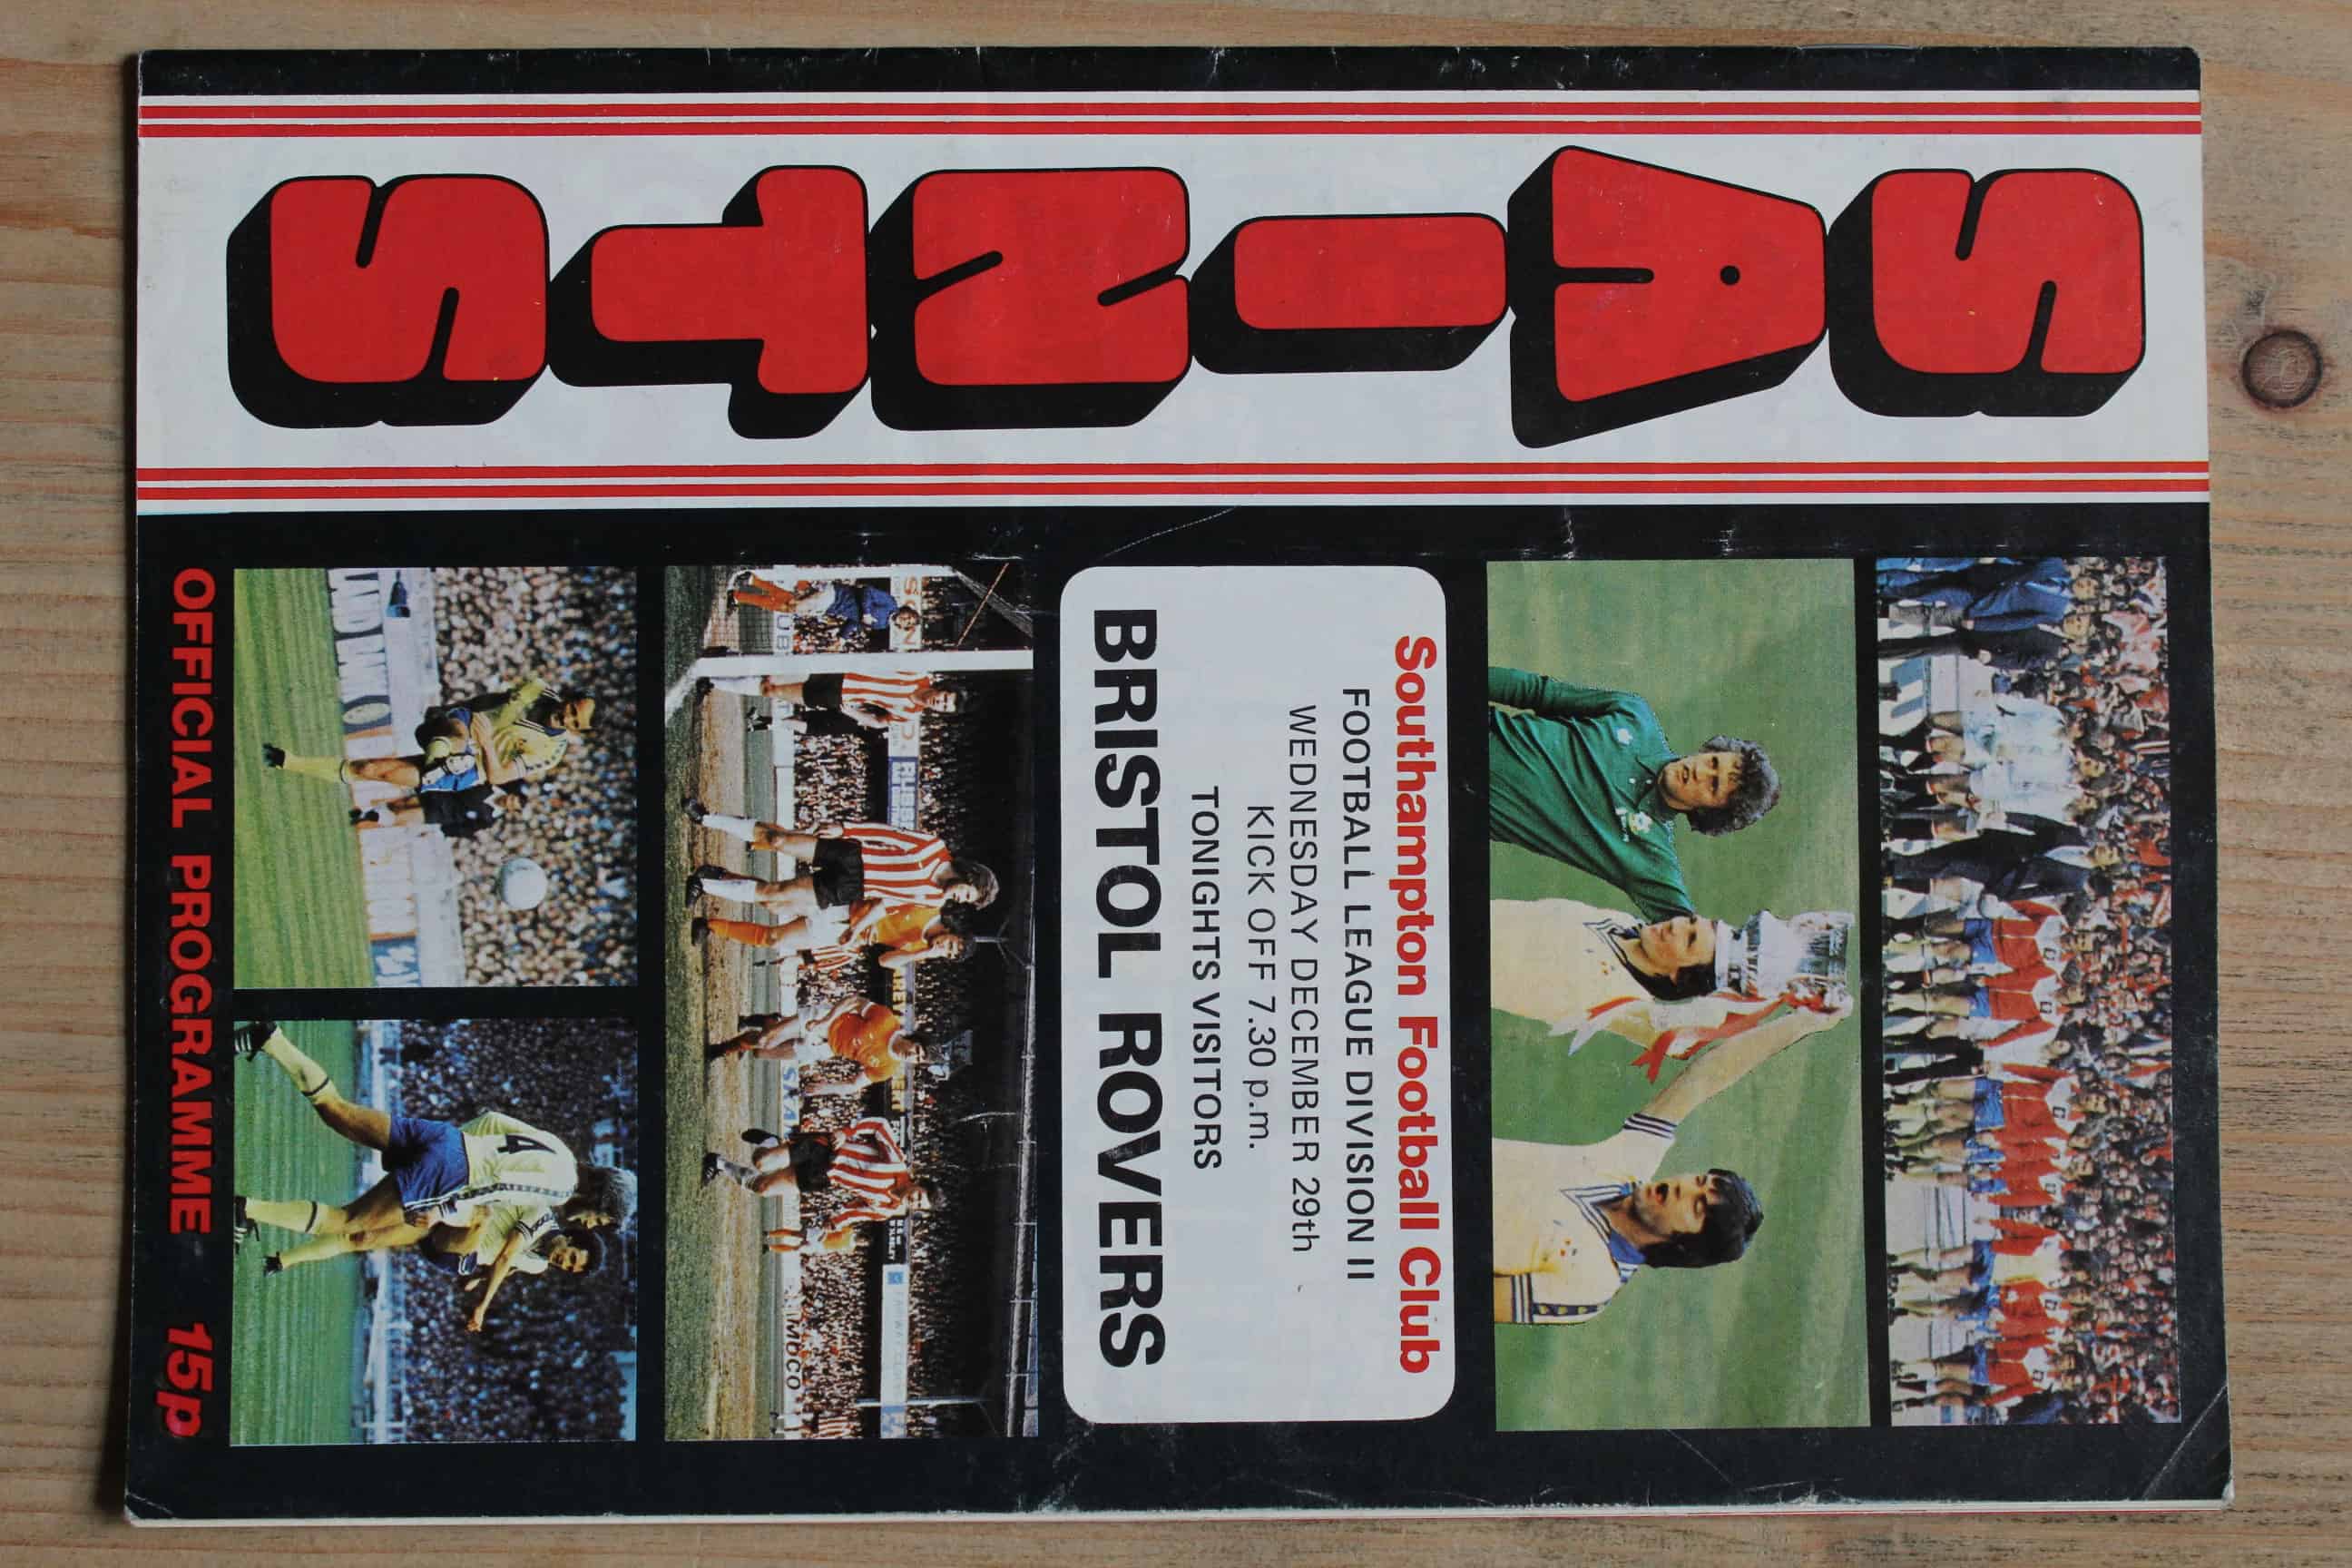 SAINTS
Southampton Football Club
FOOTBALL LEAGUE DIVISION II
WEDNESDAY DECEMBER 29th
KICK OFF 7.30 p.m.
TONIGHTS VISITORS
BRISTOL ROVERS
4
OFFICIAL PROGRAMME 15p